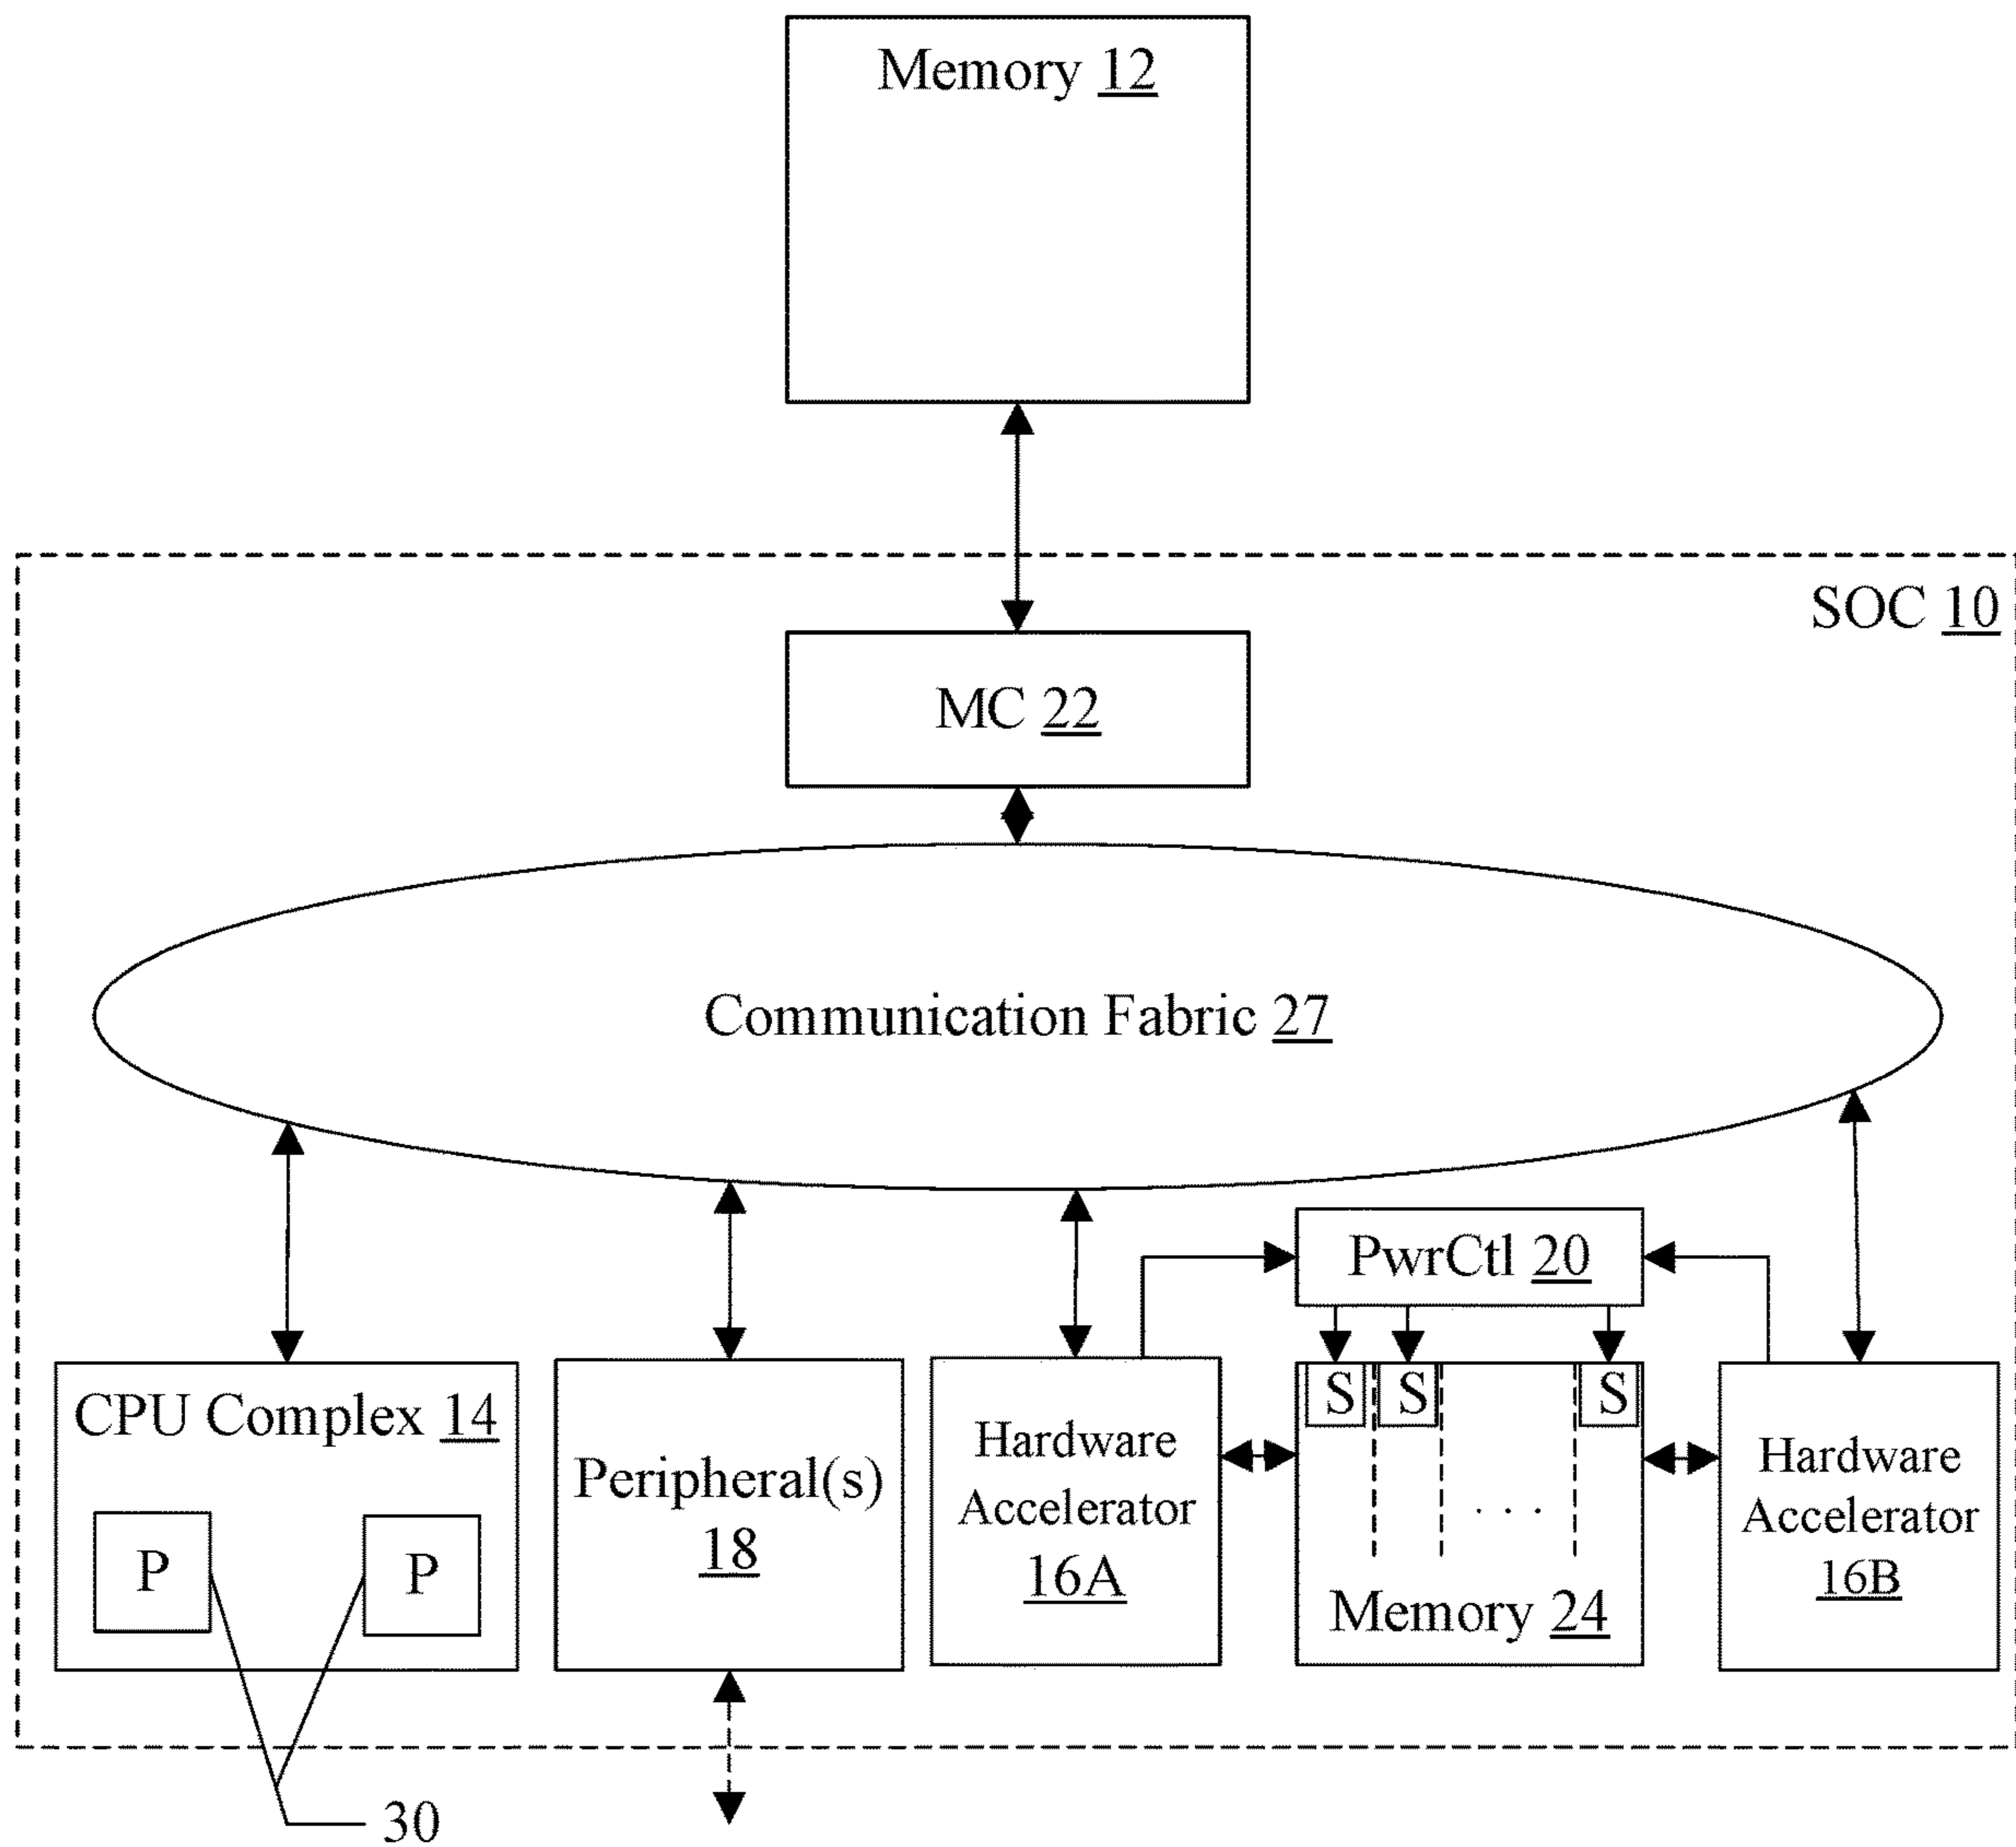 Memory 12
SOC 10
MC 22
Communication Fabric 27
PwrCtl 20
CPU Complex 14
P
P
30
Peripheral(s)
18
Hardware
Accelerator
16A
S
S
S
. . .
Memory 24
Hardware
Accelerator
16B